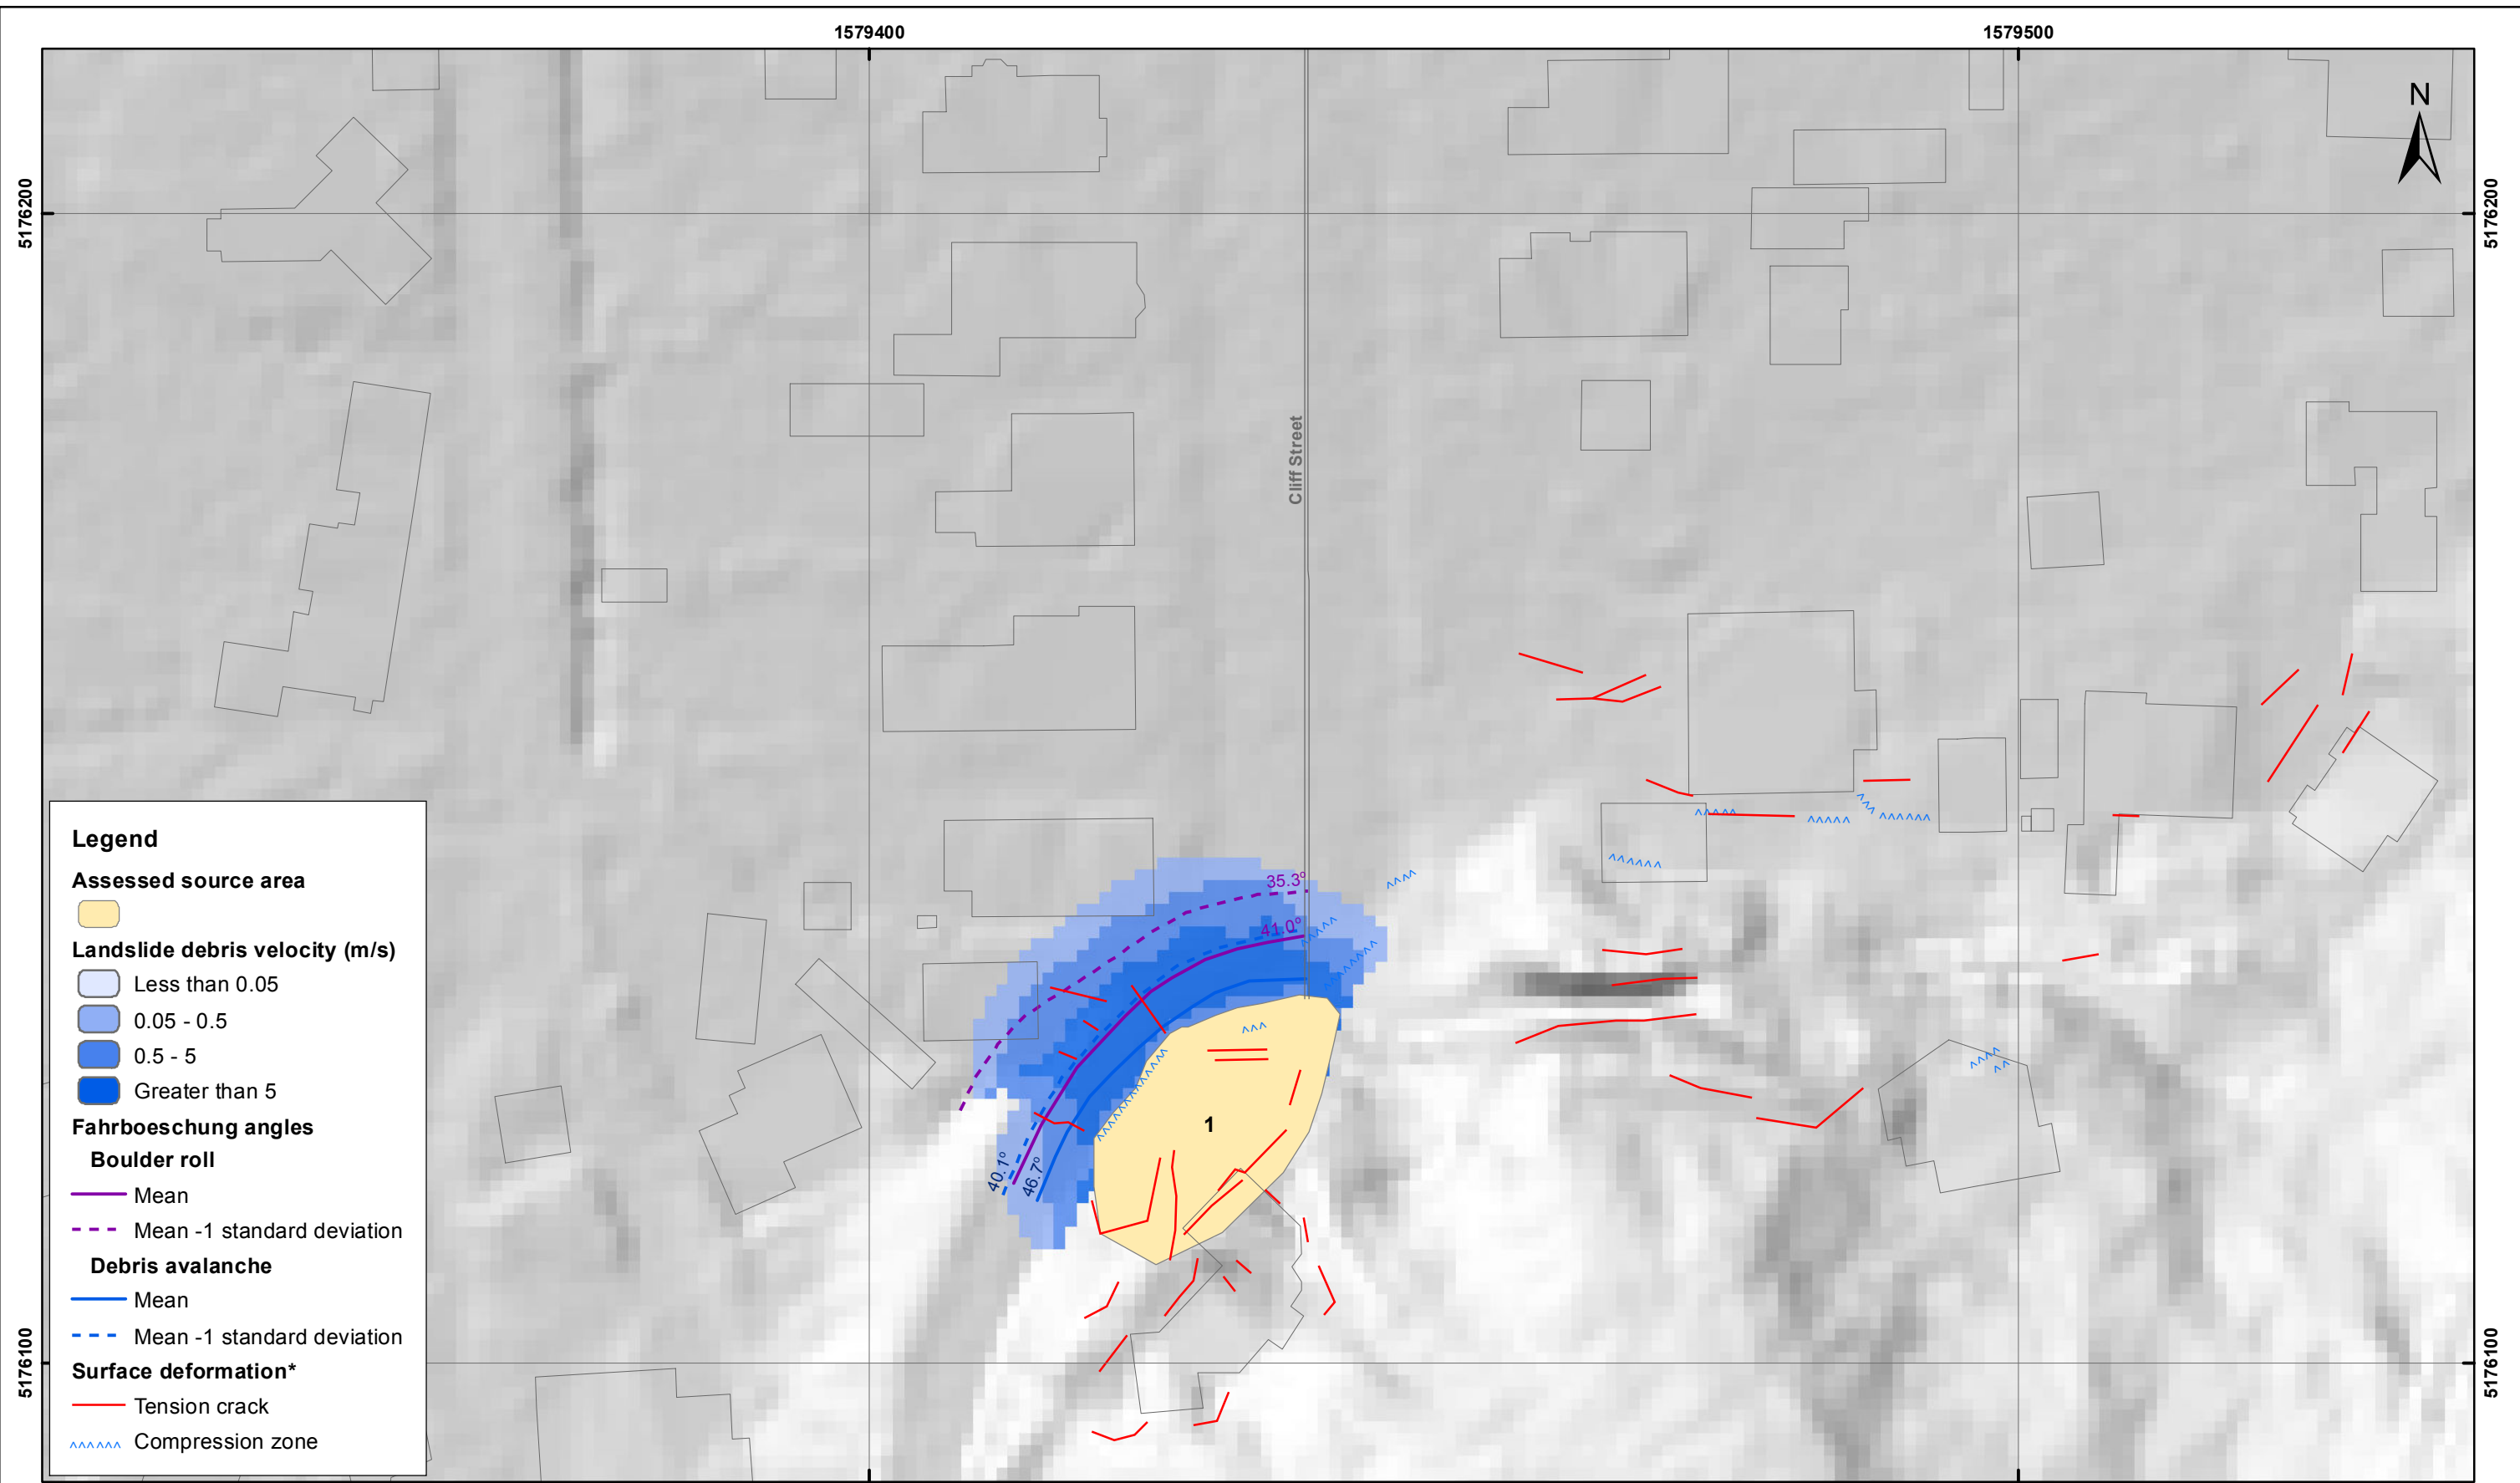 1579400
1579500
N
5176200
5176200
Cliff Street
35.3°
41.0°
1
40.1°
46.7°
Legend
Assessed source area
Landslide debris velocity (m/s)
Less than 0.05
0.05 - 0.5
0.5 - 5
Greater than 5
Fahrboeschung angles
Boulder roll
Mean
Mean -1 standard deviation
Debris avalanche
Mean
Mean -1 standard deviation
Surface deformation*
Tension crack
Compression zone
5176100
5176100